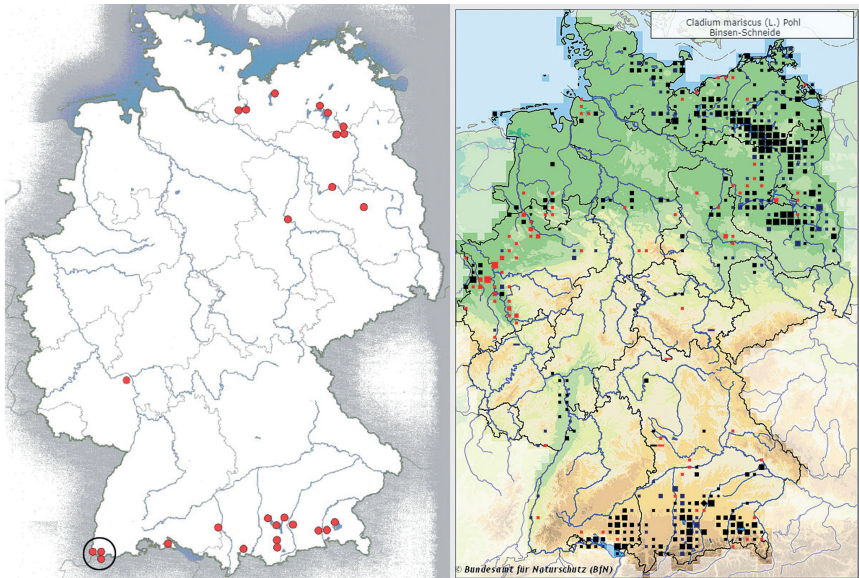 Cladium mariscus (L.) Pohl
Binsen-Schneide
© Bundesamt für Naturschutz (BfN)